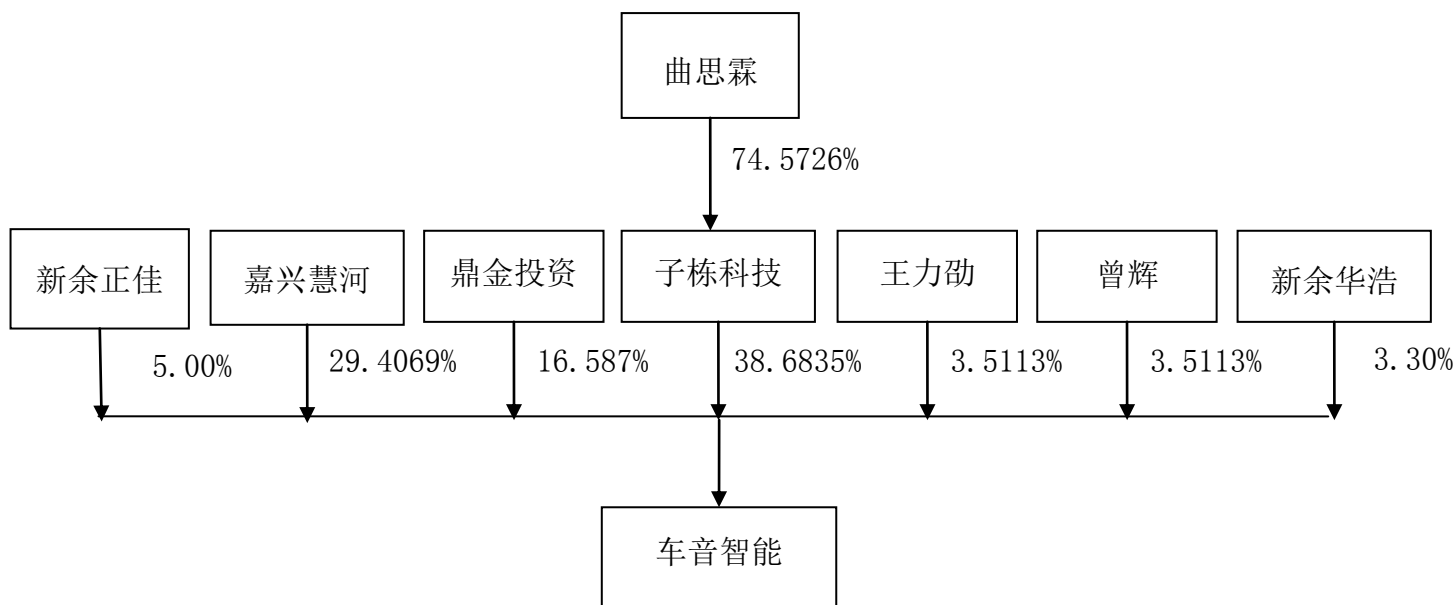 曲思霖
74.5726%
新余正佳
嘉兴慧河
鼎金投资
子栋科技
王力劭
曾辉
新余华浩
5.00%
29.4069%
16.587%
38.6835%
3.5113%
3.5113%
3.30%
车音智能